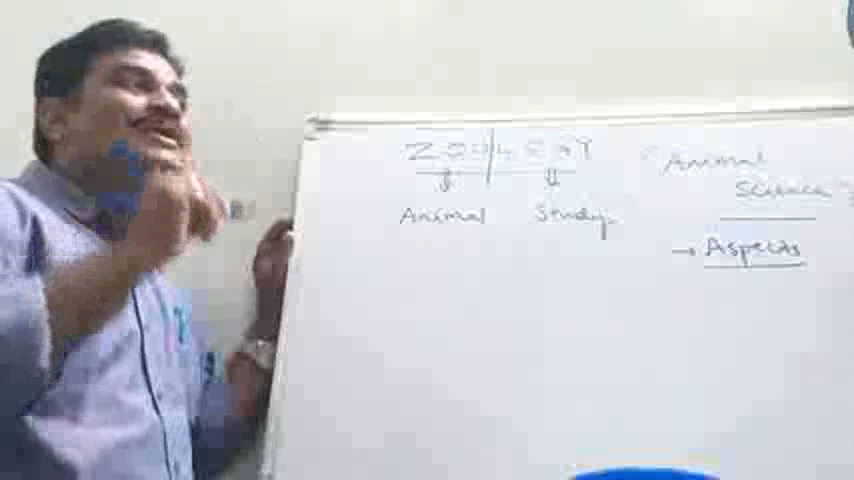 ZOOLOGY
Animal Study
Animal
Science
→ Aspects